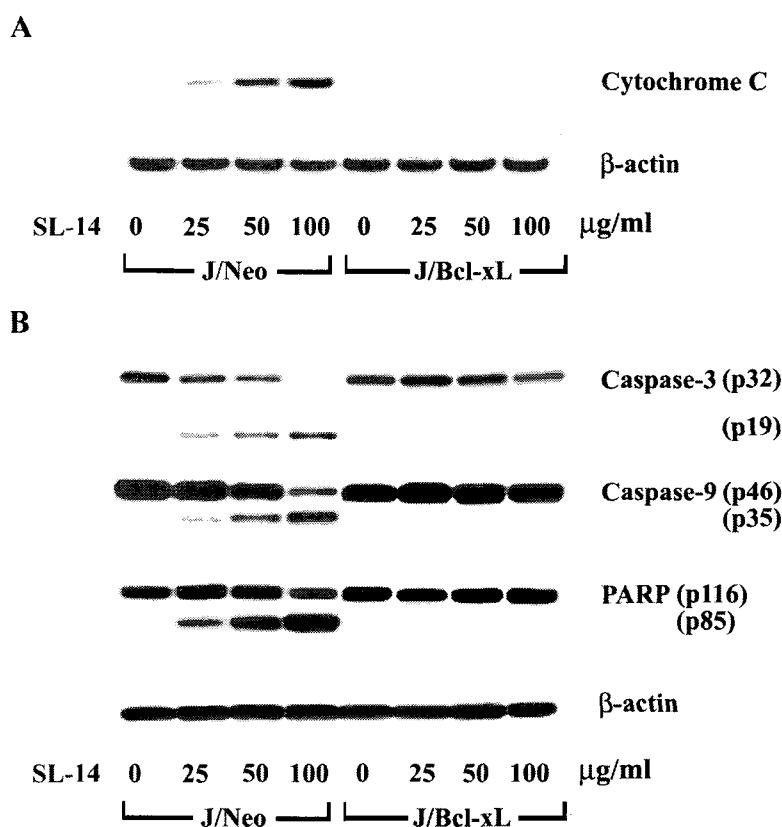 A
Cytochrome C
β-actin
SL-14 0 25 50 100 0 25 50 100 μg/ml
J/Neo J/Bcl-xL
B
Caspase-3 (p32)
(p19)
Caspase-9 (p46)
(p35)
PARP (p116)
(p85)
β-actin
SL-14 0 25 50 100 0 25 50 100 μg/ml
J/Neo J/Bcl-xL